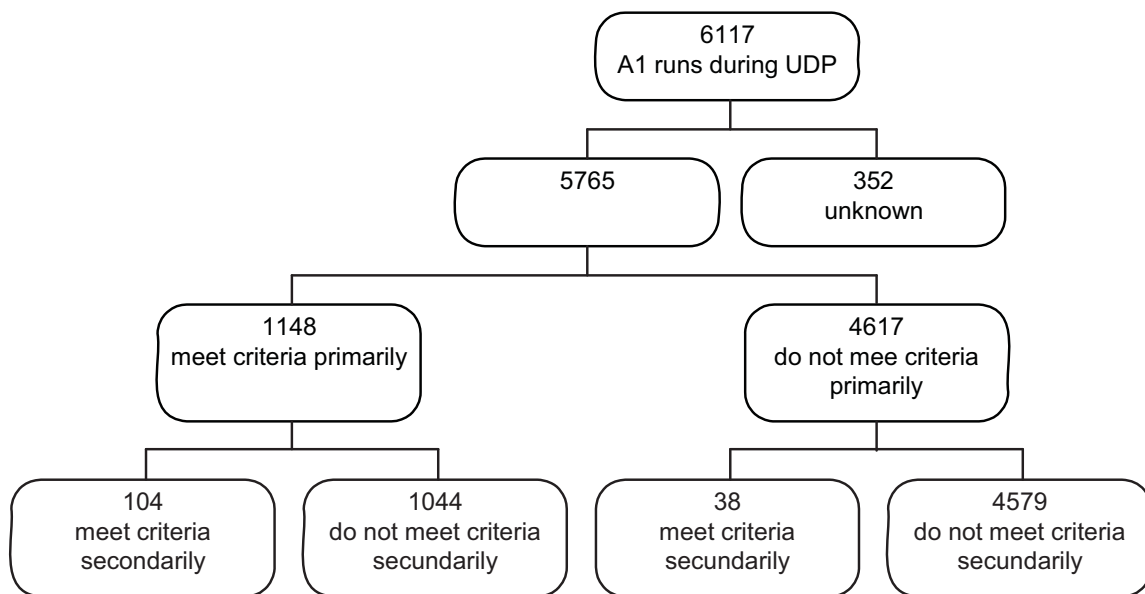 6117
A1 runs during UDP
5765
352
unknown
1148
meet criteria primarily
4617
do not mee criteria
primarily
104
meet criteria
secondarily
1044
do not meet criteria
secundarily
38
meet criteria
secundarily
4579
do not meet criteria
secundarily